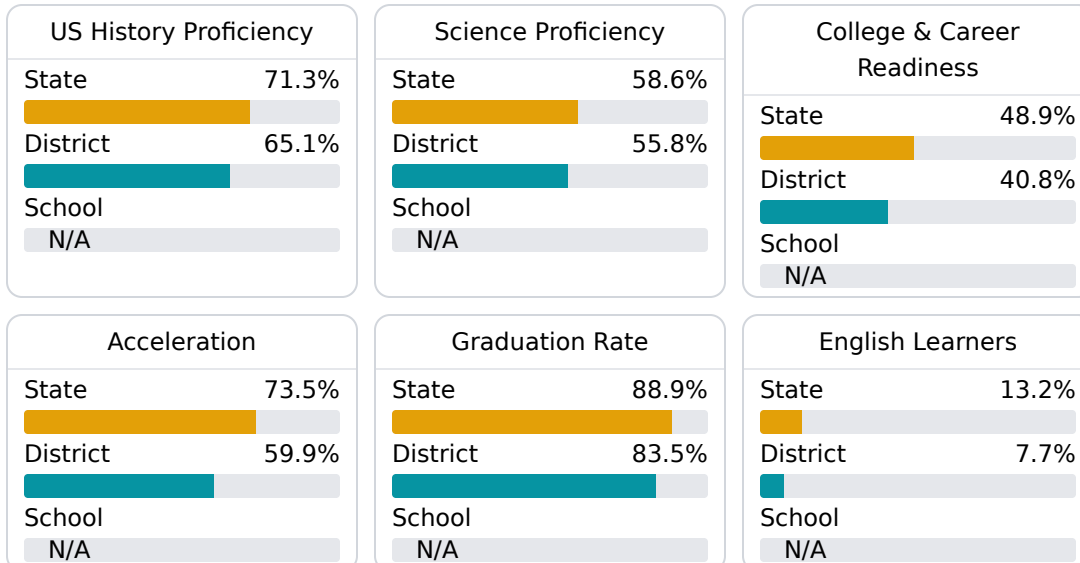 US History Proficiency
State 71.3%
District 65.1%
School
N/A
Science Proficiency
State 58.6%
District 55.8%
School
N/A
College & Career
Readiness
State 48.9%
District 40.8%
School
N/A
Acceleration
State 73.5%
District 59.9%
School
N/A
Graduation Rate
State 88.9%
District 83.5%
School
N/A
English Learners
State 13.2%
District 7.7%
School
N/A